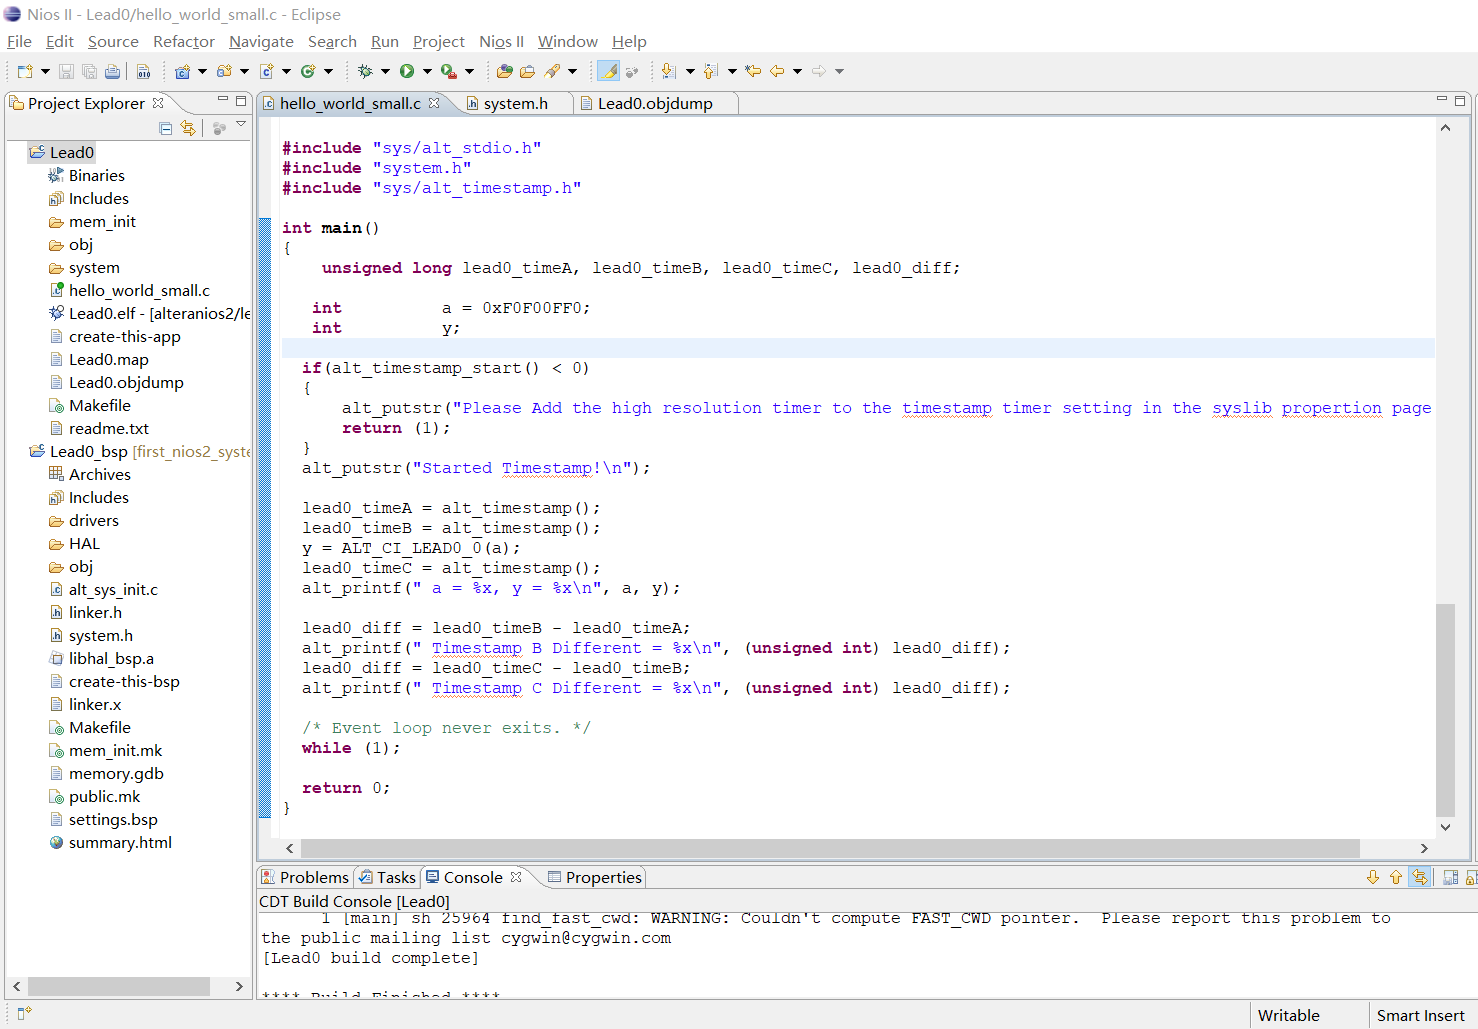 Nios II - Lead0/hello_world_small.c - Eclipse
File Edit Source Refactor Navigate Search Run Project Nios II Window Help
Project Explorer
Lead0
Binaries
Includes
mem_init
obj
system
hello_world_small.c
Lead0.elf - [alteranios2/le
create-this-app
Lead0.map
Lead0.objdump
Makefile
readme.txt
Lead0_bsp [first_nios2_syste
Archives
Includes
drivers
HAL
obj
alt_sys_init.c
linker.h
system.h
libhal_bsp.a
create-this-bsp
linker.x
Makefile
mem_init.mk
memory.gdb
public.mk
settings.bsp
summary.html
hello_world_small.c system.h Lead0.objdump
#include "sys/alt_stdio.h"
#include "system.h"
#include "sys/alt_timestamp.h"
int main()
{
unsigned long lead0_timeA, lead0_timeB, lead0_timeC, lead0_diff;
int a = 0xF0F00FF0;
int y;
if(alt_timestamp_start() < 0)
{
alt_putstr("Please Add the high resolution timer to the timestamp timer setting in the syslib propertion page
return (1);
}
alt_putstr("Started Timestamp!\n");
lead0_timeA = alt_timestamp();
lead0_timeB = alt_timestamp();
y = ALT_CI_LEAD0_0(a);
lead0_timeC = alt_timestamp();
alt_printf(" a = %x, y = %x\n", a, y);
lead0_diff = lead0_timeB - lead0_timeA;
alt_printf(" Timestamp B Different = %x\n", (unsigned int) lead0_diff);
lead0_diff = lead0_timeC - lead0_timeB;
alt_printf(" Timestamp C Different = %x\n", (unsigned int) lead0_diff);
/* Event loop never exits. */
while (1);
return 0;
}
Problems Tasks Console Properties
CDT Build Console [Lead0]
1 [main] sh 25964 find_fast_cwd: WARNING: Couldn't compute FAST_CWD pointer. Please report this problem to
the public mailing list cygwin@cygwin.com
[Lead0 build complete]
**** Build Finished ****
Writable Smart Insert